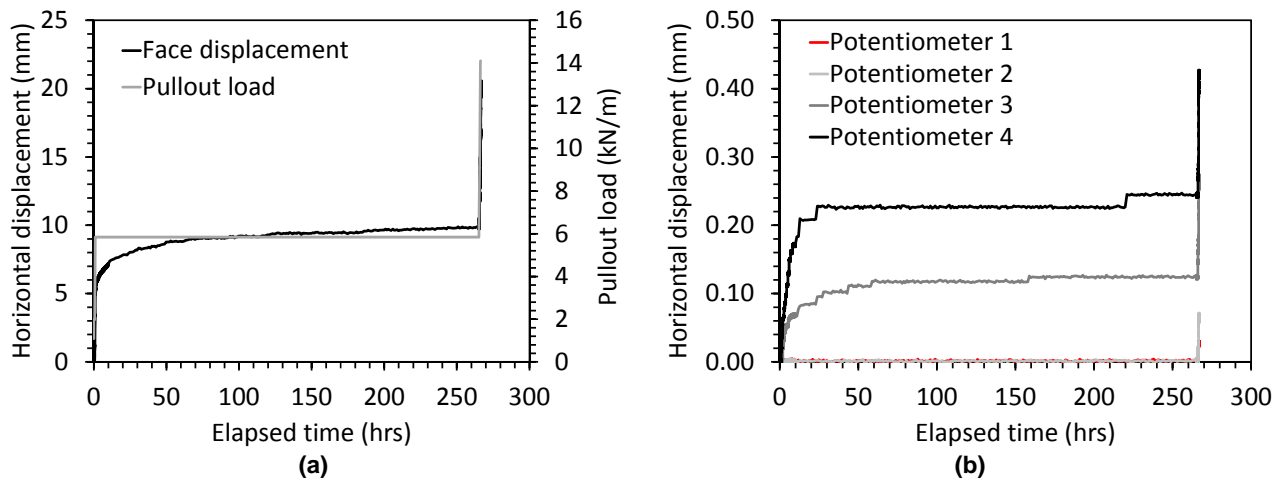 Horizontal displacement (mm)
25
20
15
10
5
0
Face displacement
Pullout load
16
14
12
10
8
6
4
2
0
Pullout load (kN/m)
0 50 100 150 200 250 300
Elapsed time (hrs)
(a)
Horizontal displacement (mm)
0.50
0.40
0.30
0.20
0.10
0.00
Potentiometer 1
Potentiometer 2
Potentiometer 3
Potentiometer 4
0 50 100 150 200 250 300
Elapsed time (hrs)
(b)